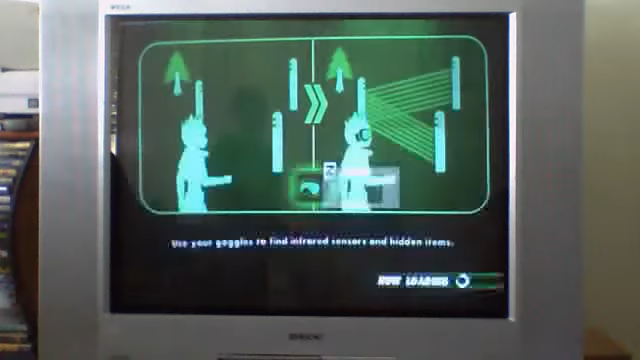 Z
Use your goggles to find infrared sensors and hidden items.
NOW LOADING